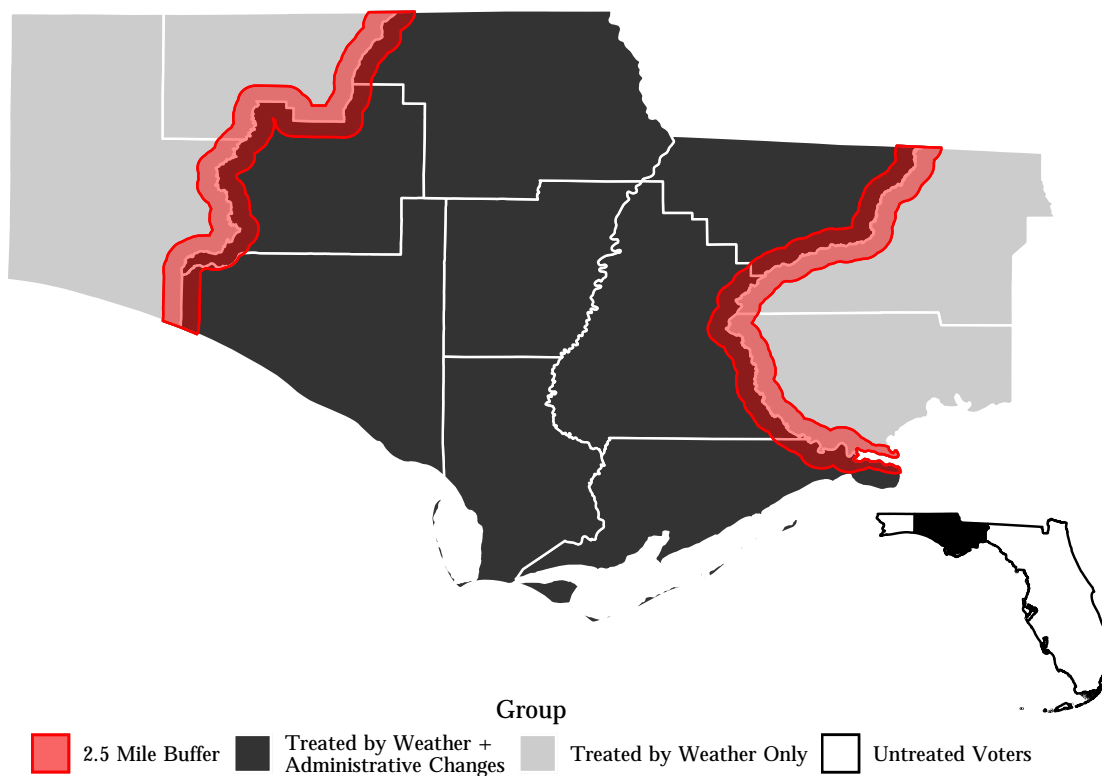 Group
2.5 Mile Buffer
Treated by Weather +
Administrative Changes
Treated by Weather Only
Untreated Voters